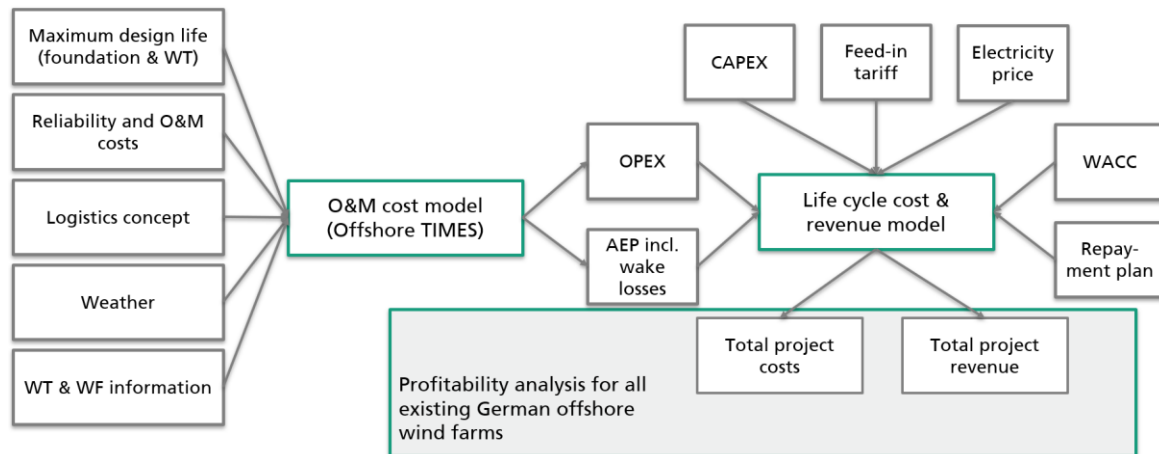 Maximum design life
(foundation & WT)
Reliability and O&M
costs
Logistics concept
Weather
WT & WF information
O&M cost model
(Offshore TIMES)
OPEX
AEP incl.
wake
losses
CAPEX
Feed-in
tariff
Electricity
price
Life cycle cost &
revenue model
WACC
Repay-
ment plan
Total project
costs
Total project
revenue
Profitability analysis for all
existing German offshore
wind farms